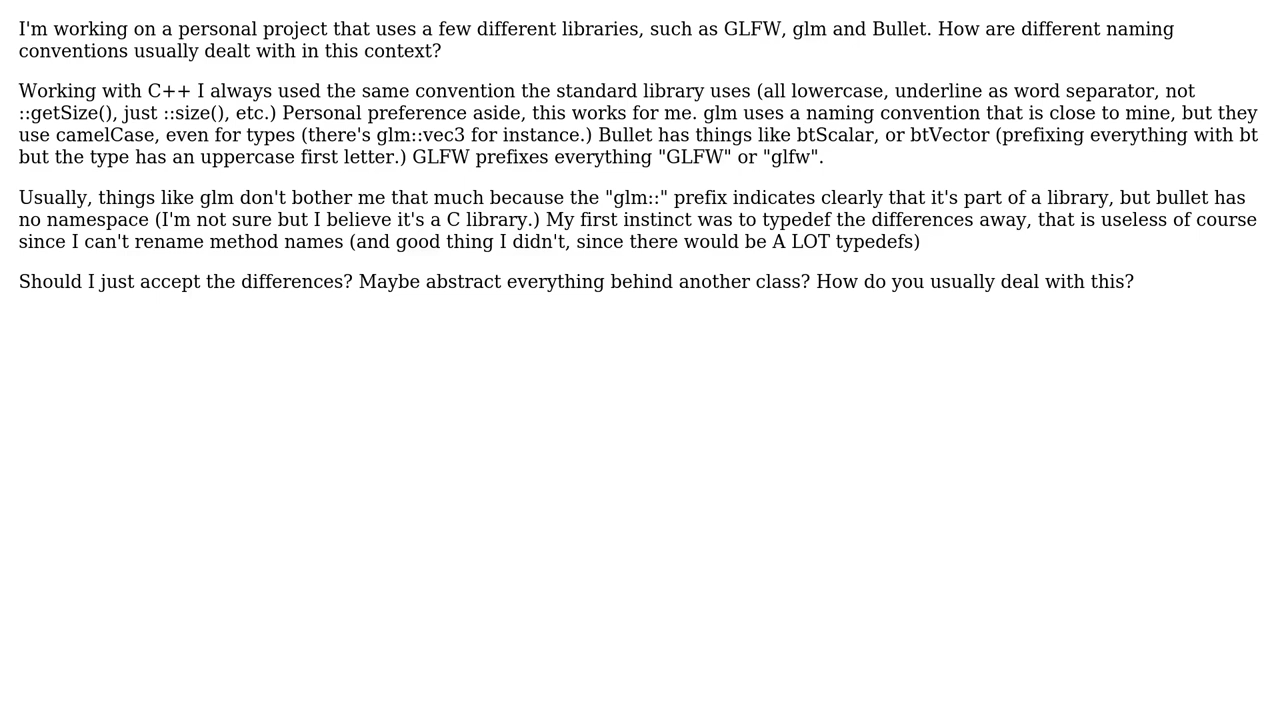 I'm working on a personal project that uses a few different libraries, such as GLFW, glm and Bullet. How are different naming
conventions usually dealt with in this context?
Working with C++ I always used the same convention the standard library uses (all lowercase, underline as word separator, not
::getSize(), just ::size(), etc.) Personal preference aside, this works for me. glm uses a naming convention that is close to mine, but they
use camelCase, even for types (there's glm::vec3 for instance.) Bullet has things like btScalar, or btVector (prefixing everything with bt
but the type has an uppercase first letter.) GLFW prefixes everything "GLFW" or "glfw".
Usually, things like glm don't bother me that much because the "glm::" prefix indicates clearly that it's part of a library, but bullet has
no namespace (I'm not sure but I believe it's a C library.) My first instinct was to typedef the differences away, that is useless of course
since I can't rename method names (and good thing I didn't, since there would be A LOT typedefs)
Should I just accept the differences? Maybe abstract everything behind another class? How do you usually deal with this?